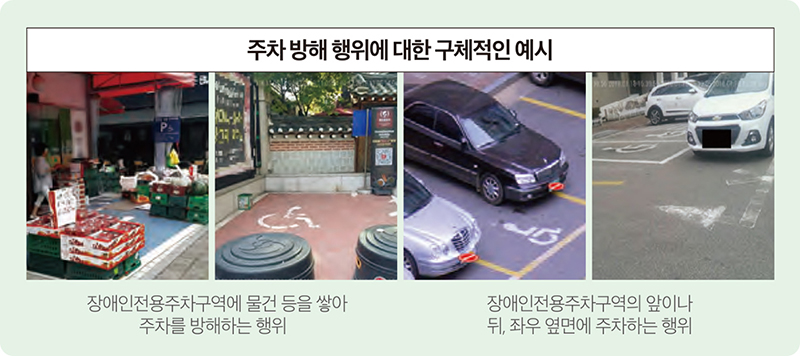 주차 방해 행위에 대한 구체적인 예시
P
장애인전용주차구역에 물건 등을 쌓아
주차를 방해하는 행위
장애인전용주차구역의 앞이나
뒤, 좌우 옆면에 주차하는 행위